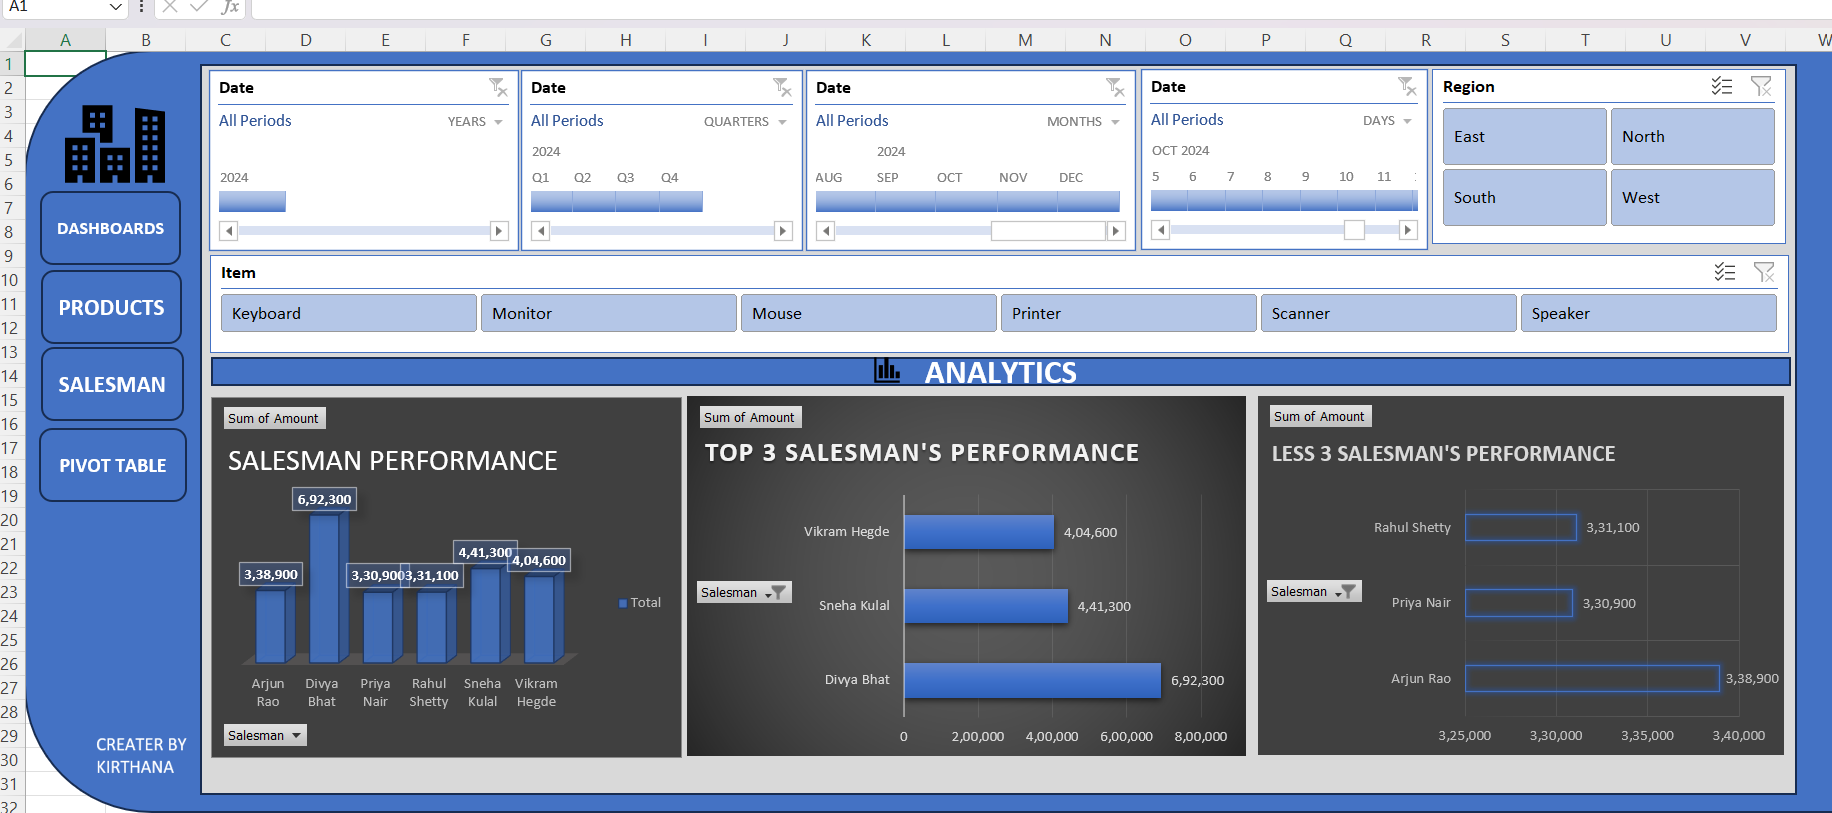 A1
fx
A B C D E F G H I J K L M N O P Q R S T U V W
1
2
3
4
5
6
7
8
9
10
11
12
13
14
15
16
17
18
19
20
21
22
23
24
25
26
27
28
29
30
31
32
DASHBOARDS
PRODUCTS
SALESMAN
PIVOT TABLE
CREATER BY
KIRTHANA
Date
All Periods YEARS
2024
Date
All Periods QUARTERS
2024
Q1 Q2 Q3 Q4
Date
All Periods MONTHS
2024
AUG SEP OCT NOV DEC
Date
All Periods DAYS
OCT 2024
5 6 7 8 9 10 11
Region
East North
South West
Item
Keyboard Monitor Mouse Printer Scanner Speaker
ANALYTICS
Sum of Amount
SALESMAN PERFORMANCE
6,92,300
4,41,300
4,04,600
3,38,900
3,30,900
3,31,100
Total
Arjun Rao
Divya Bhat
Priya Nair
Rahul Shetty
Sneha Kulal
Vikram Hegde
Salesman
Sum of Amount
TOP 3 SALESMAN'S PERFORMANCE
Vikram Hegde 4,04,600
Salesman
Sneha Kulal 4,41,300
Divya Bhat 6,92,300
0 2,00,000 4,00,000 6,00,000 8,00,000
Sum of Amount
LESS 3 SALESMAN'S PERFORMANCE
Rahul Shetty 3,31,100
Salesman
Priya Nair 3,30,900
Arjun Rao 3,38,900
3,25,000 3,30,000 3,35,000 3,40,000